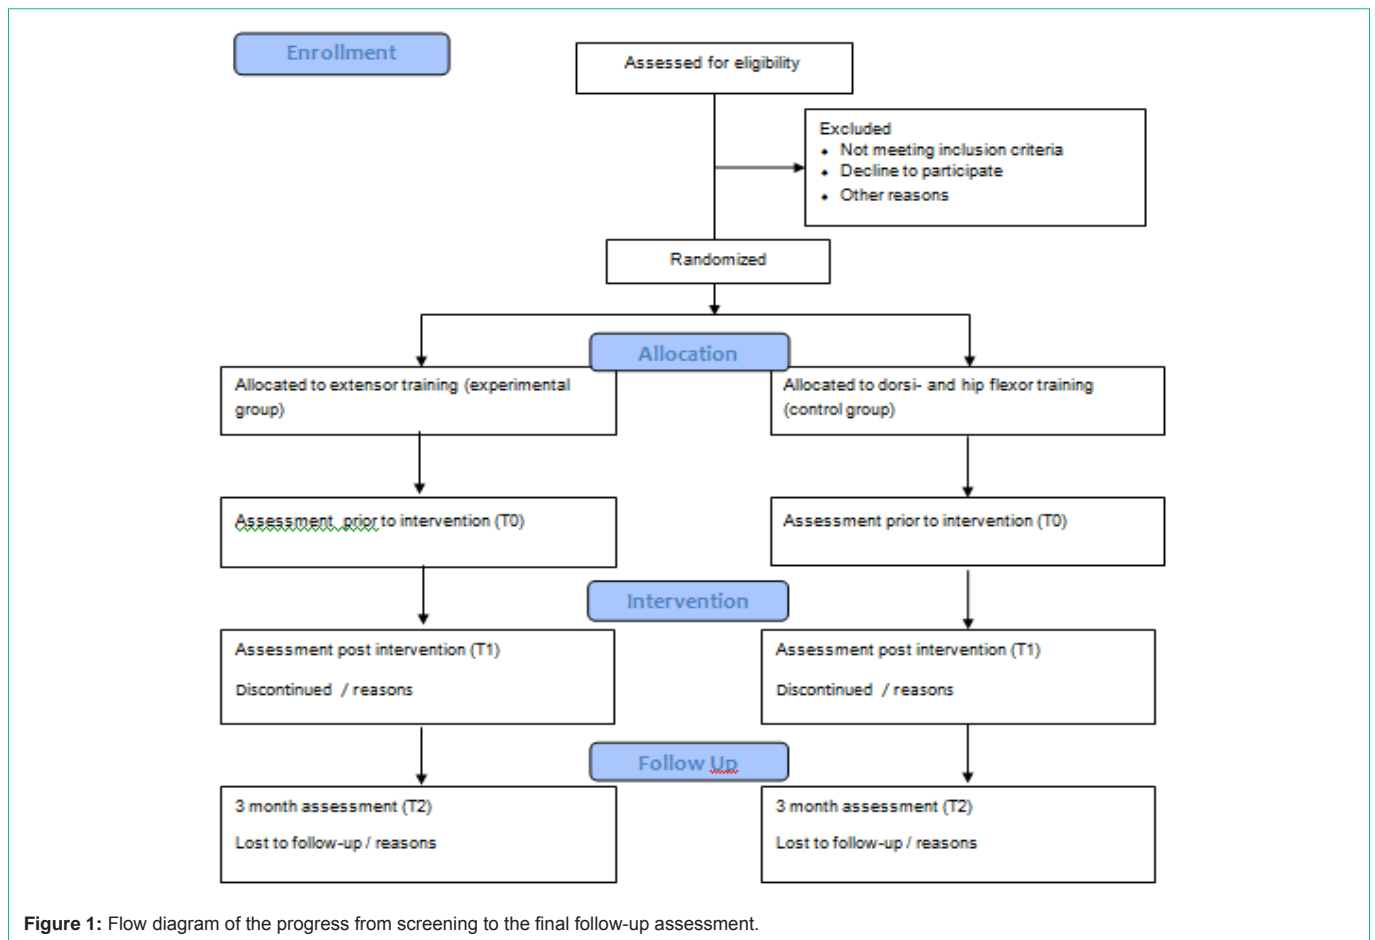 Enrollment
Assessed for eligibility
Excluded
• Not meeting inclusion criteria
• Decline to participate
• Other reasons
Randomized
Allocation
Allocated to extensor training (experimental
group)
Allocated to dorsi- and hip flexor training
(control group)
Assessment prior to intervention (T0)
Assessment prior to intervention (T0)
Intervention
Assessment post intervention (T1)
Discontinued / reasons
Assessment post intervention (T1)
Discontinued / reasons
Follow Up
3 month assessment (T2)
Lost to follow-up / reasons
3 month assessment (T2)
Lost to follow-up / reasons
Figure 1: Flow diagram of the progress from screening to the final follow-up assessment.